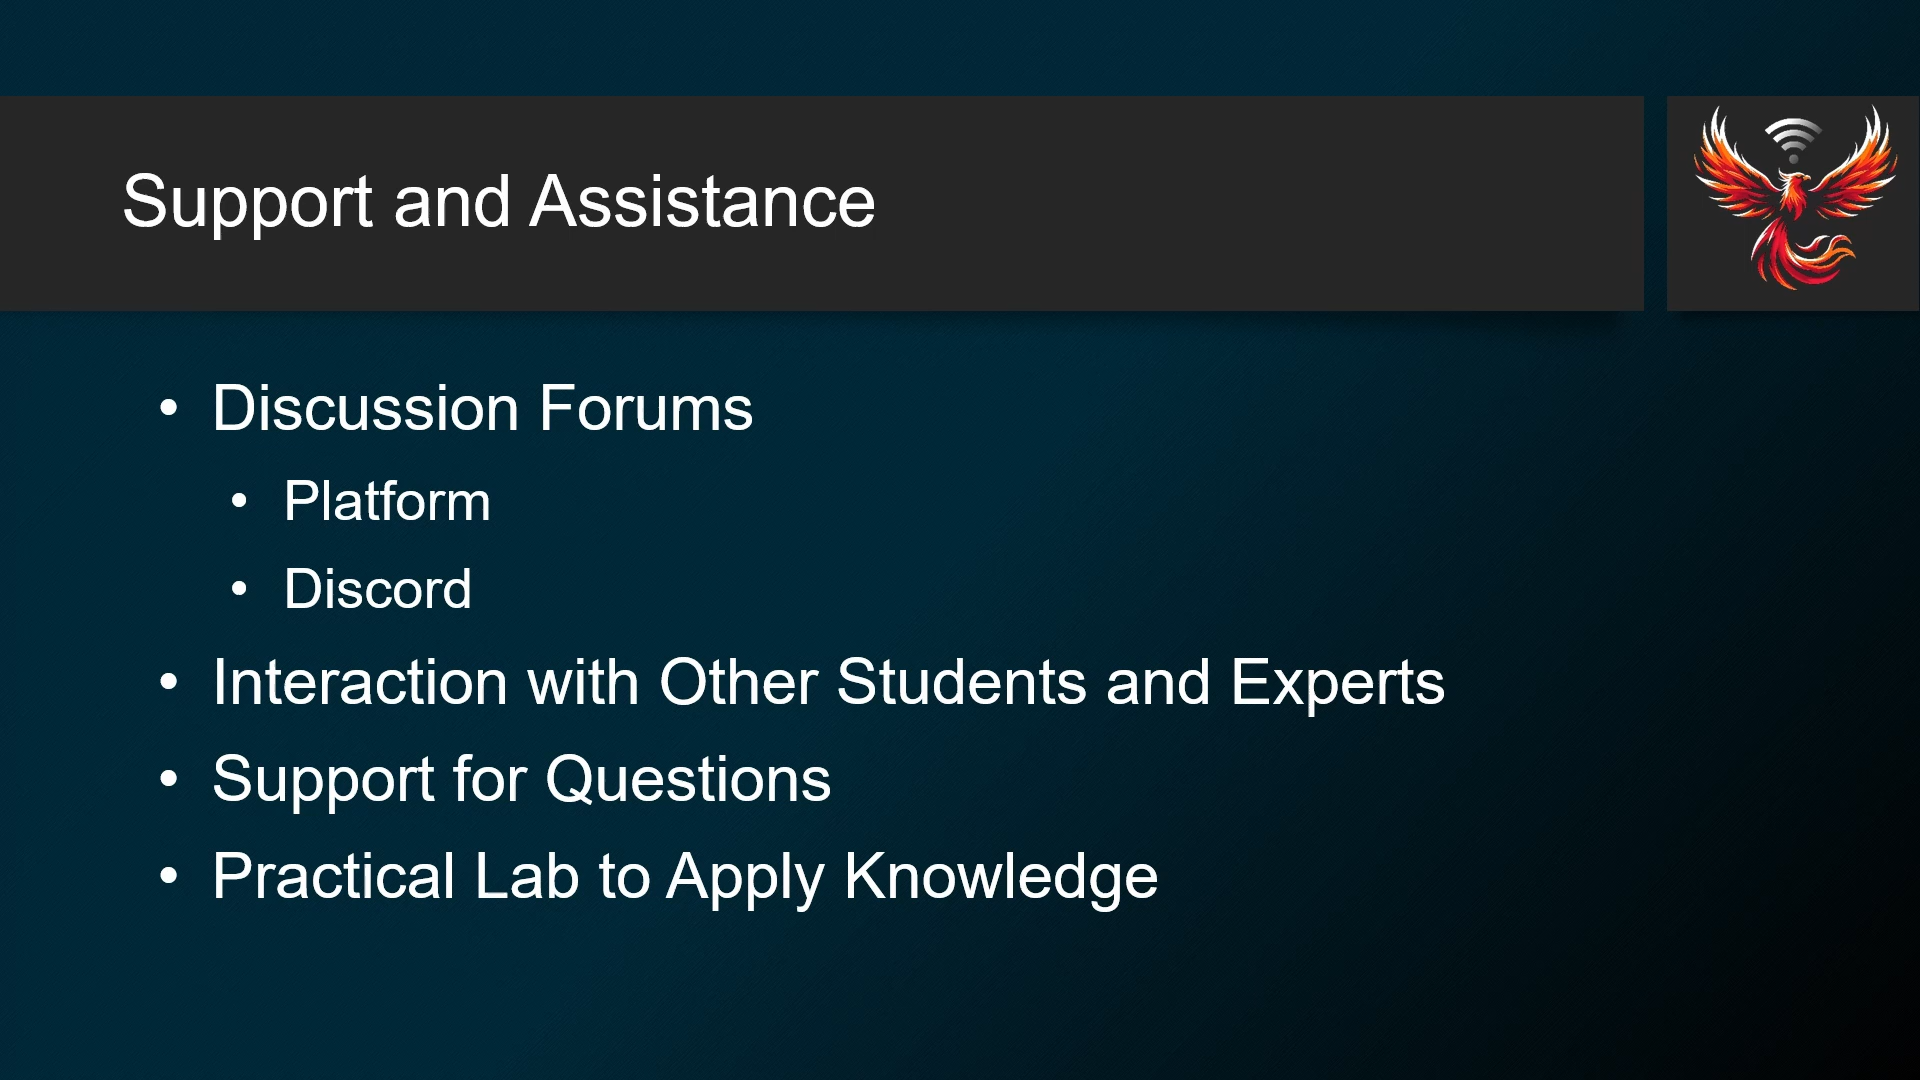 Support and Assistance
• Discussion Forums
• Platform
• Discord
• Interaction with Other Students and Experts
• Support for Questions
• Practical Lab to Apply Knowledge